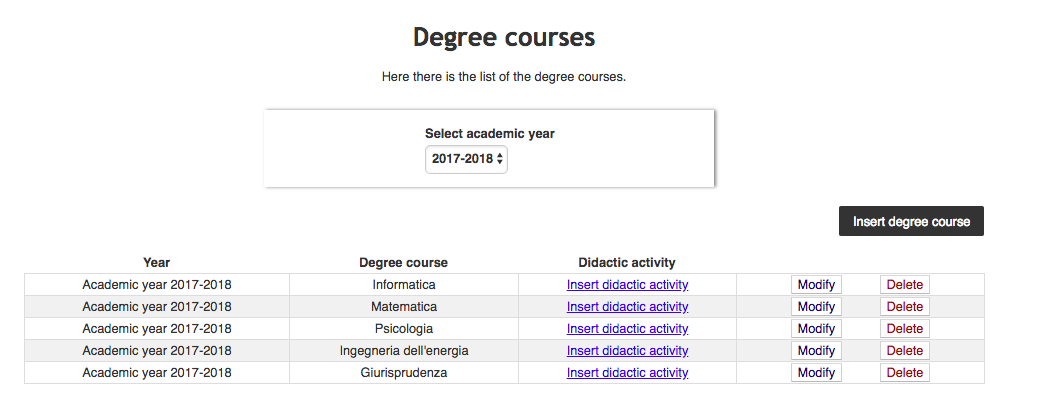 Degree courses
Here there is the list of the degree courses.
Select academic year
2017-2018
Insert degree course
Year Degree course Didactic activity
Academic year 2017-2018 Informatica Insert didactic activity Modify Delete
Academic year 2017-2018 Matematica Insert didactic activity Modify Delete
Academic year 2017-2018 Psicologia Insert didactic activity Modify Delete
Academic year 2017-2018 Ingegneria dell'energia Insert didactic activity Modify Delete
Academic year 2017-2018 Giurisprudenza Insert didactic activity Modify Delete